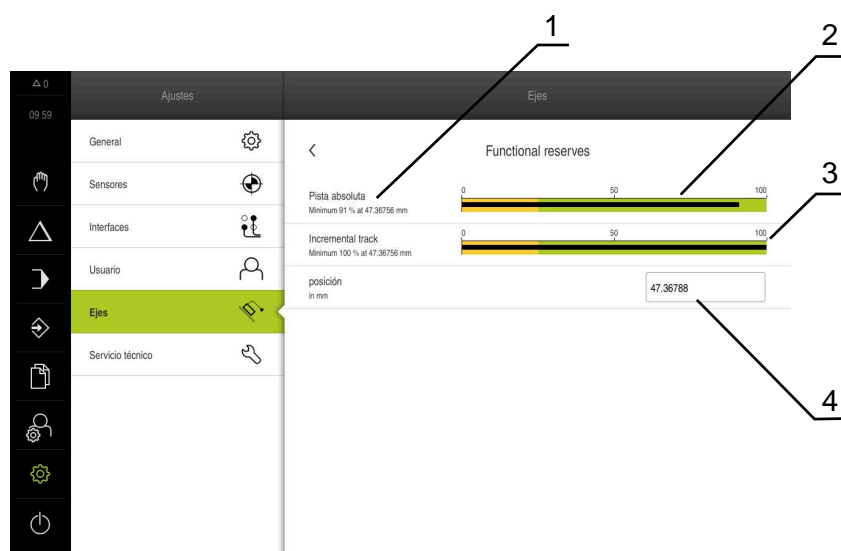 1
2
△ 0
Ajustes
Ejes
09 59
General
Functional reserves
Sensores
Pista absoluta
Minimum 91 % at 47.36756 mm
0 50 100
3
Interfaces
Incremental track
Minimum 100 % at 47.36756 mm
0 50 100
Usuario
posición
in mm
47.36788
Ejes
Servicio técnico
4